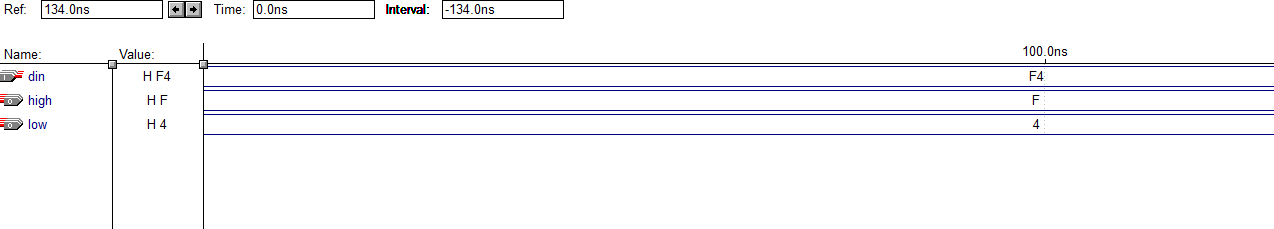 Ref: 134.0ns Time: 0.0ns Interval: -134.0ns
100.0ns
Name: Value:
I din H F4 F4
O high H F F
O low H 4 4